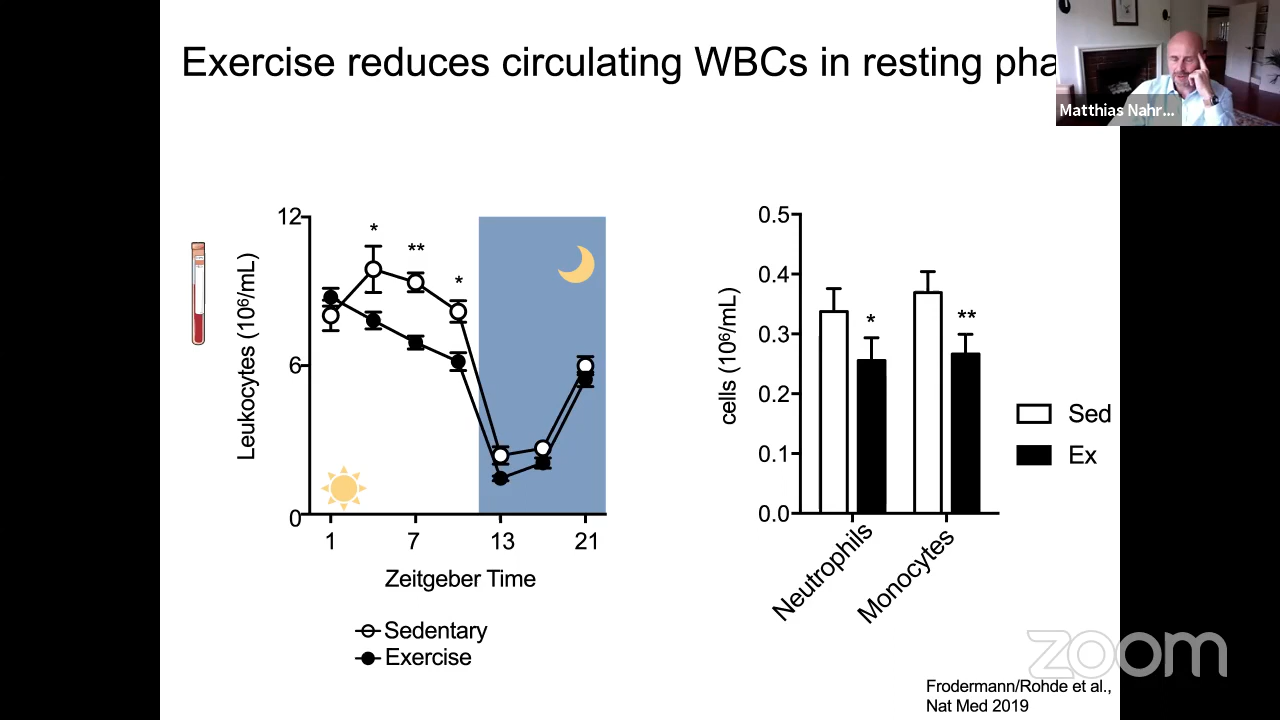 Exercise reduces circulating WBCs in resting pha
Matthias Nahr...
12
6
0
Leukocytes (10⁶/mL)
*
**
*
1
7
13
21
Zeitgeber Time
Sedentary
Exercise
0.5
0.4
0.3
0.2
0.1
0.0
cells (10⁶/mL)
*
**
Neutrophils
Monocytes
Sed
Ex
zoom
Frodermann/Rohde et al.,
Nat Med 2019